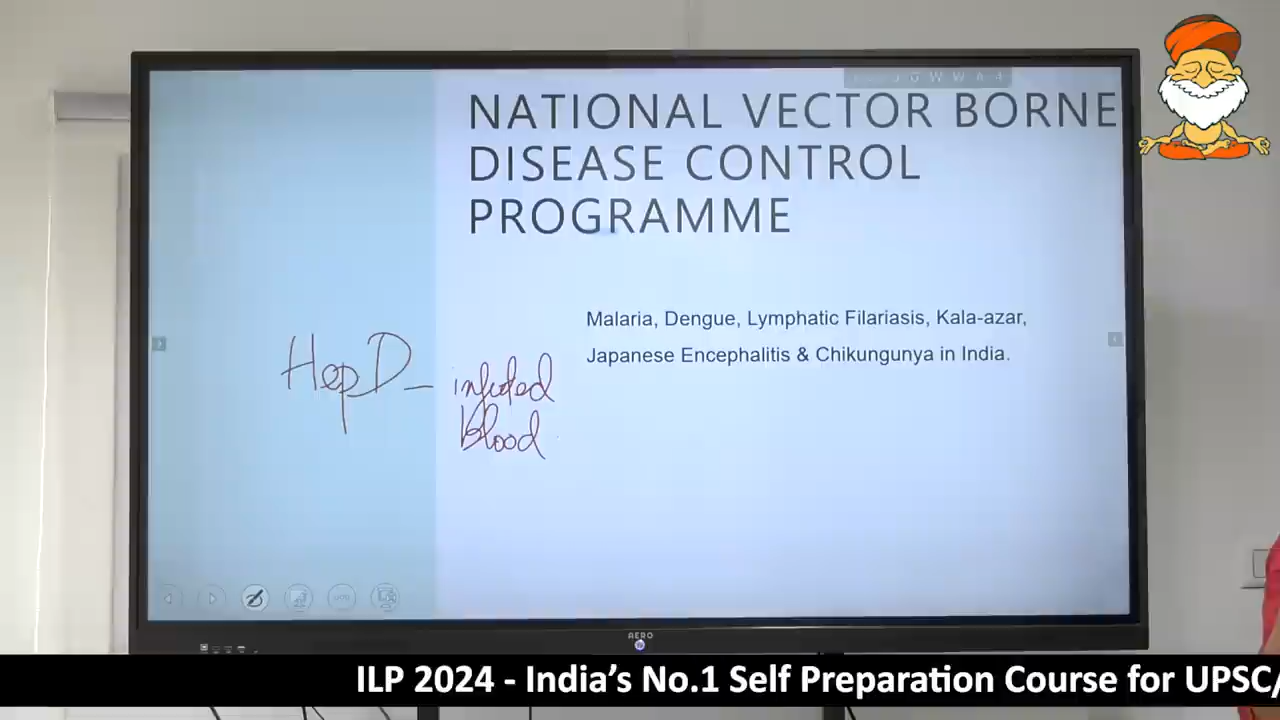 NATIONAL VECTOR BORNE
DISEASE CONTROL
PROGRAMME
Malaria, Dengue, Lymphatic Filariasis, Kala-azar,
Japanese Encephalitis & Chikungunya in India.
Hep D - infected
Blood
AERO
ILP 2024 - India’s No.1 Self Preparation Course for UPSC/